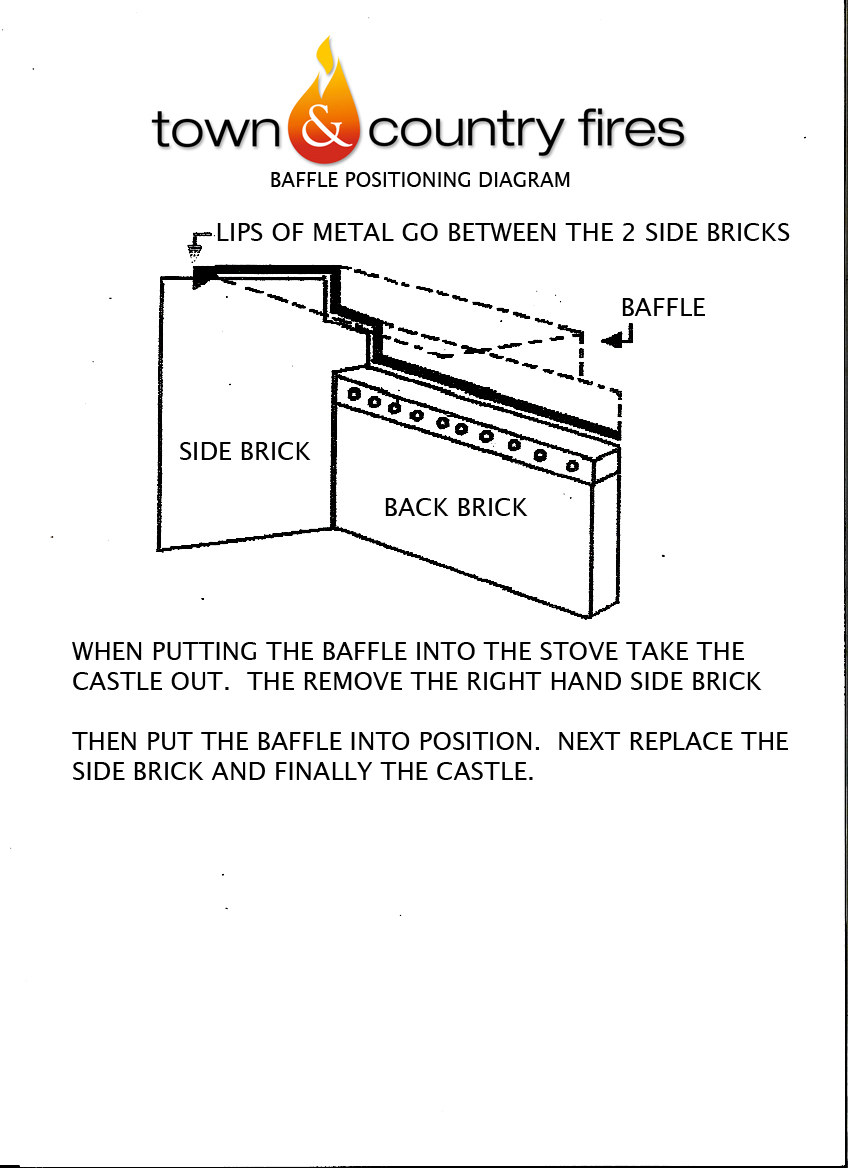 town & country fires
BAFFLE POSITIONING DIAGRAM
LIPS OF METAL GO BETWEEN THE 2 SIDE BRICKS
BAFFLE
SIDE BRICK
BACK BRICK
WHEN PUTTING THE BAFFLE INTO THE STOVE TAKE THE
CASTLE OUT.  THE REMOVE THE RIGHT HAND SIDE BRICK
THEN PUT THE BAFFLE INTO POSITION.  NEXT REPLACE THE
SIDE BRICK AND FINALLY THE CASTLE.